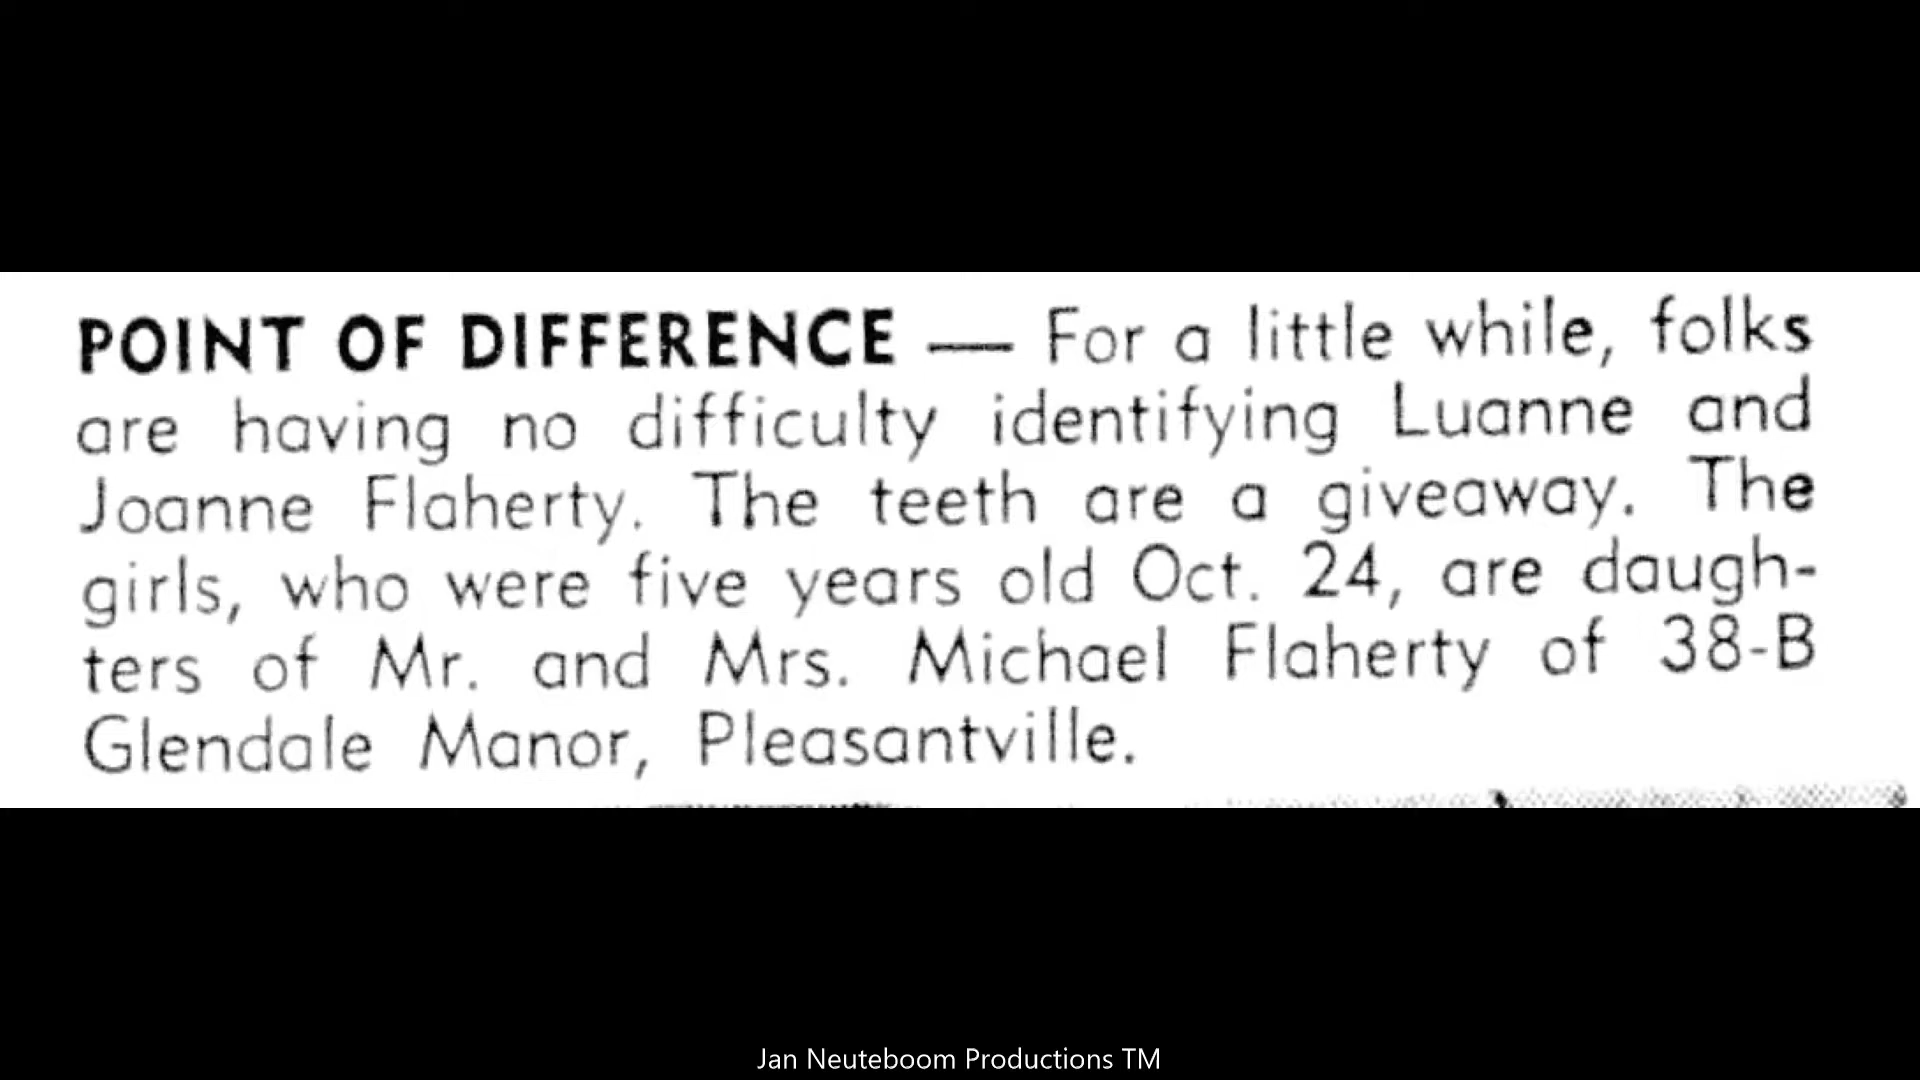 POINT OF DIFFERENCE — For a little while, folks
are having no difficulty identifying Luanne and
Joanne Flaherty. The teeth are a giveaway. The
girls, who were five years old Oct. 24, are daugh-
ters of Mr. and Mrs. Michael Flaherty of 38-B
Glendale Manor, Pleasantville.
Jan Neuteboom Productions TM